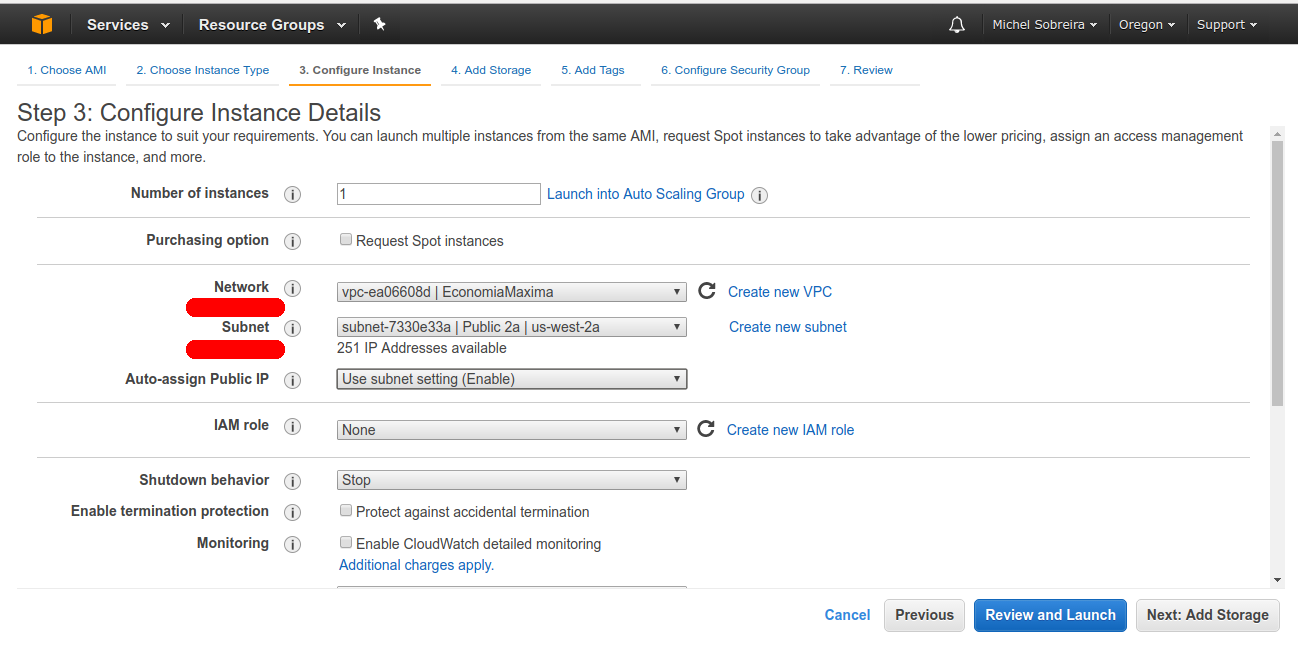 Services Resource Groups Michel Sobreira Oregon Support
1. Choose AMI 2. Choose Instance Type 3. Configure Instance 4. Add Storage 5. Add Tags 6. Configure Security Group 7. Review
Step 3: Configure Instance Details
Configure the instance to suit your requirements. You can launch multiple instances from the same AMI, request Spot instances to take advantage of the lower pricing, assign an access management
role to the instance, and more.
Number of instances i 1 Launch into Auto Scaling Group i
Purchasing option i Request Spot instances
Network i vpc-ea06608d | EconomiaMaxima Create new VPC
Subnet i subnet-7330e33a | Public 2a | us-west-2a Create new subnet
251 IP Addresses available
Auto-assign Public IP i Use subnet setting (Enable)
IAM role i None Create new IAM role
Shutdown behavior i Stop
Enable termination protection i Protect against accidental termination
Monitoring i Enable CloudWatch detailed monitoring
Additional charges apply.
Cancel Previous Review and Launch Next: Add Storage